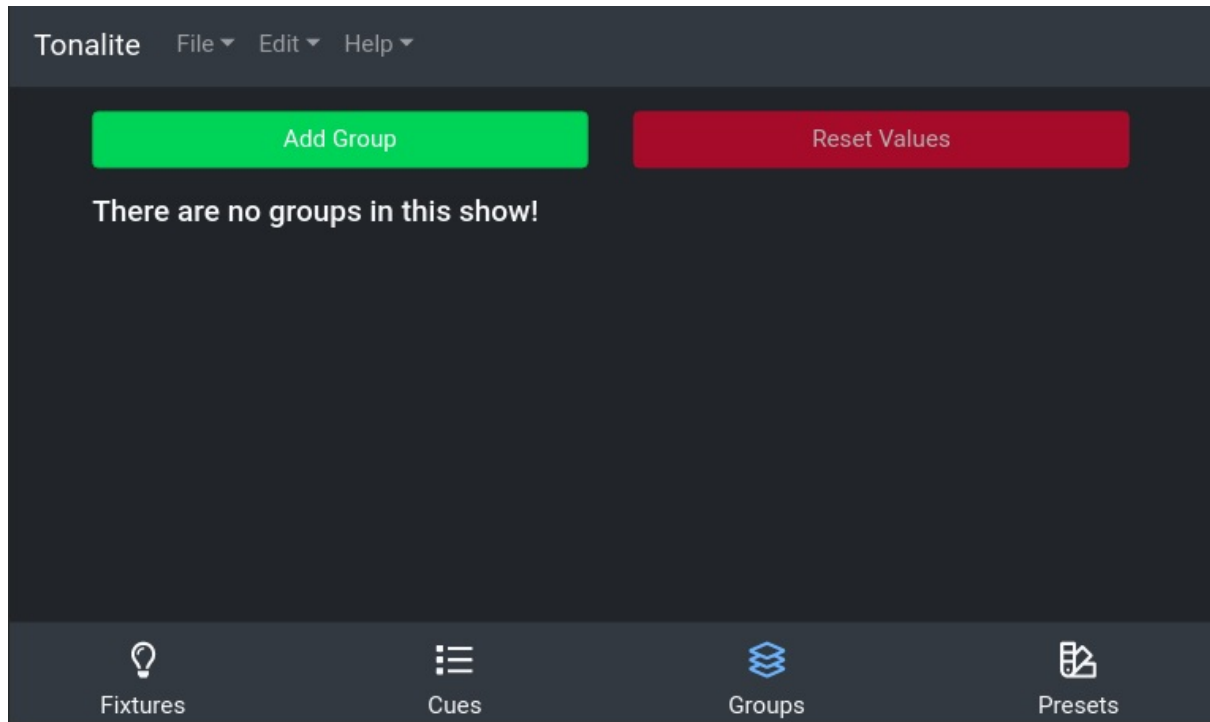 Tonalite File Edit Help
Add Group Reset Values
There are no groups in this show!
Fixtures Cues Groups Presets